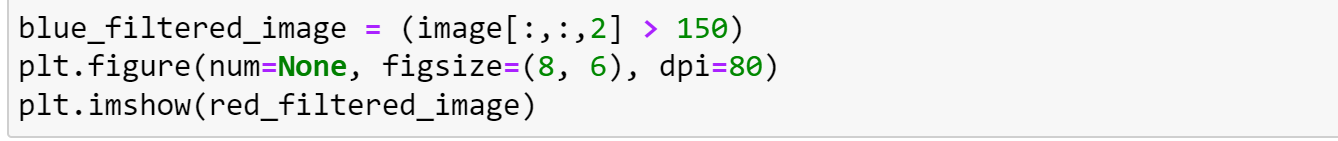 blue_filtered_image = (image[:,:,2] > 150)
plt.figure(num=None, figsize=(8, 6), dpi=80)
plt.imshow(red_filtered_image)